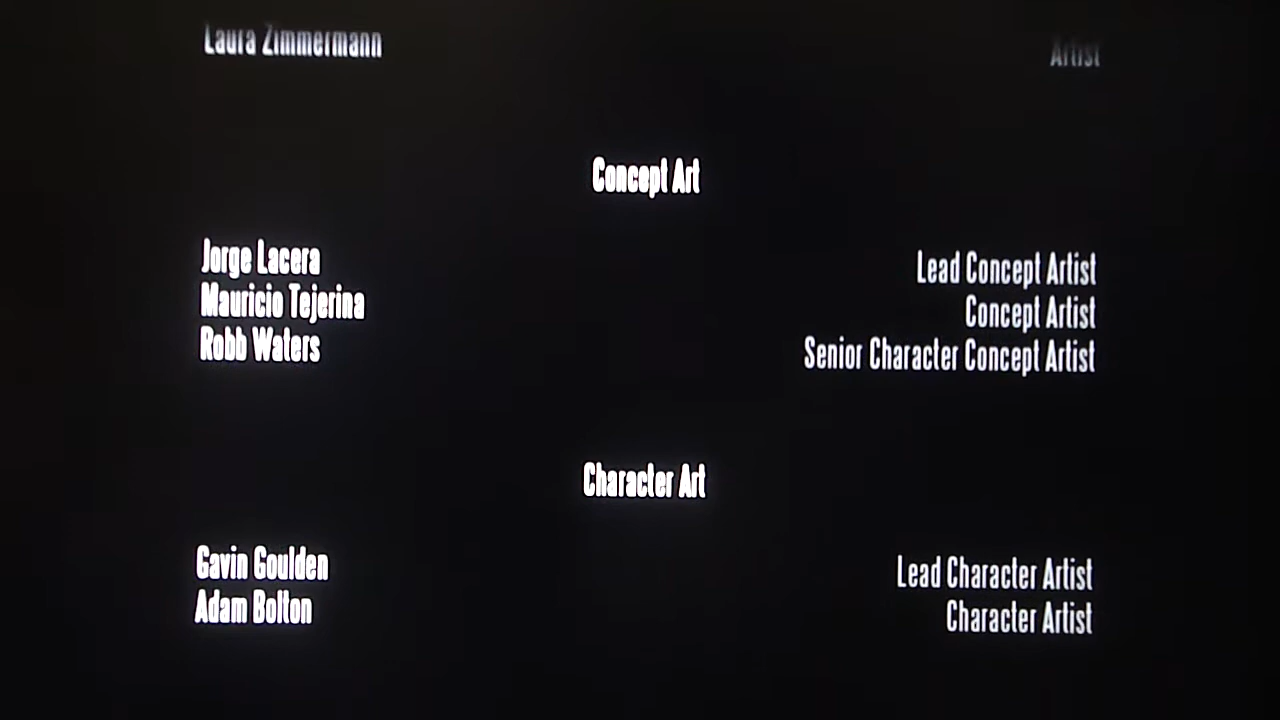 Laura Zimmermann Artist
Concept Art
Jorge Lacera Lead Concept Artist
Mauricio Tejerina Concept Artist
Robb Waters Senior Character Concept Artist
Character Art
Gavin Goulden Lead Character Artist
Adam Bolton Character Artist